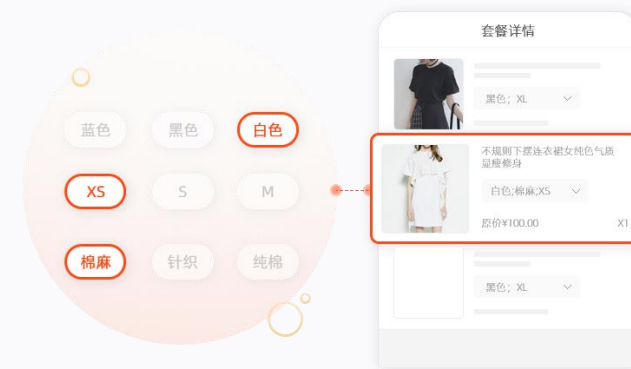 蓝色
黑色
白色
XS
S
M
棉麻
针织
纯棉
套餐详情
黑色；XL
不规则下摆连衣裙女纯色气质
显瘦修身
白色;棉麻;XS
原价¥100.00 X1
黑色；XL